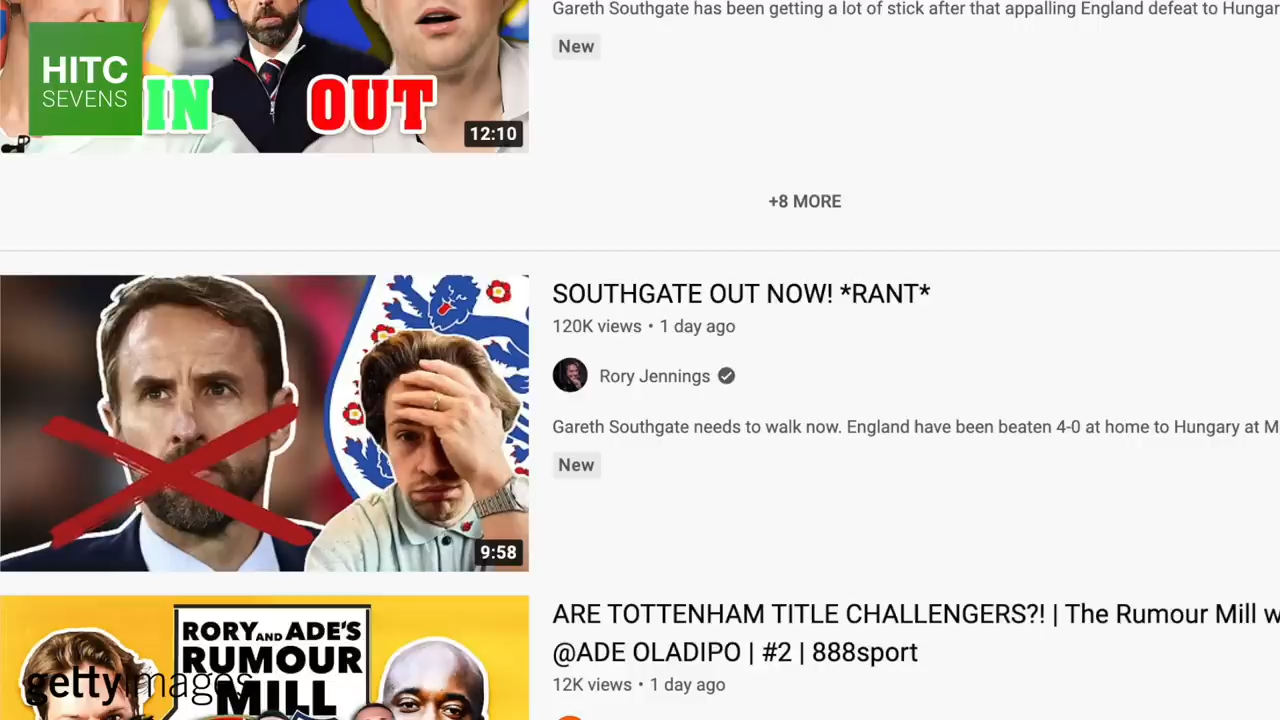 Gareth Southgate has been getting a lot of stick after that appalling England defeat to Hungar
New
HITC
SEVENS
IN OUT
12:10
+8 MORE
SOUTHGATE OUT NOW! *RANT*
120K views • 1 day ago
Rory Jennings
Gareth Southgate needs to walk now. England have been beaten 4-0 at home to Hungary at M
New
9:58
ARE TOTTENHAM TITLE CHALLENGERS?! | The Rumour Mill w
@ADE OLADIPO | #2 | 888sport
12K views • 1 day ago
RORY AND ADE'S
RUMOUR
MILL
gettyimages